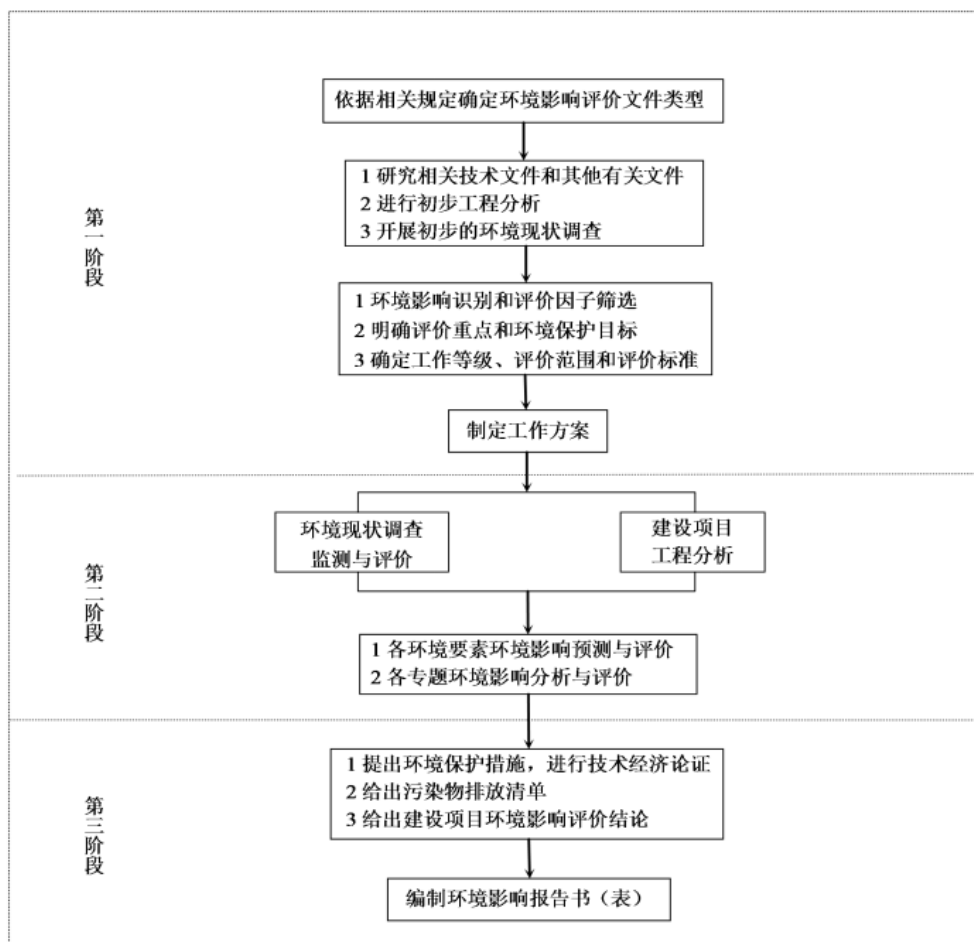 依据相关规定确定环境影响评价文件类型
1 研究相关技术文件和其他有关文件
2 进行初步工程分析
3 开展初步的环境现状调查
第一阶段
1 环境影响识别和评价因子筛选
2 明确评价重点和环境保护目标
3 确定工作等级、评价范围和评价标准
制定工作方案
环境现状调查
监测与评价
建设项目
工程分析
第二阶段
1 各环境要素环境影响预测与评价
2 各专题环境影响分析与评价
1 提出环境保护措施，进行技术经济论证
2 给出污染物排放清单
3 给出建设项目环境影响评价结论
第三阶段
编制环境影响报告书（表）